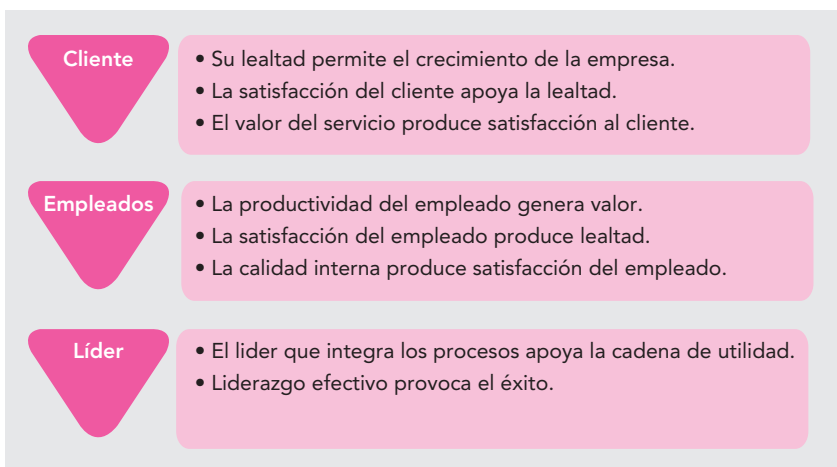 Cliente
• Su lealtad permite el crecimiento de la empresa.
• La satisfacción del cliente apoya la lealtad.
• El valor del servicio produce satisfacción al cliente.
Empleados
• La productividad del empleado genera valor.
• La satisfacción del empleado produce lealtad.
• La calidad interna produce satisfacción del empleado.
Líder
• El lider que integra los procesos apoya la cadena de utilidad.
• Liderazgo efectivo provoca el éxito.